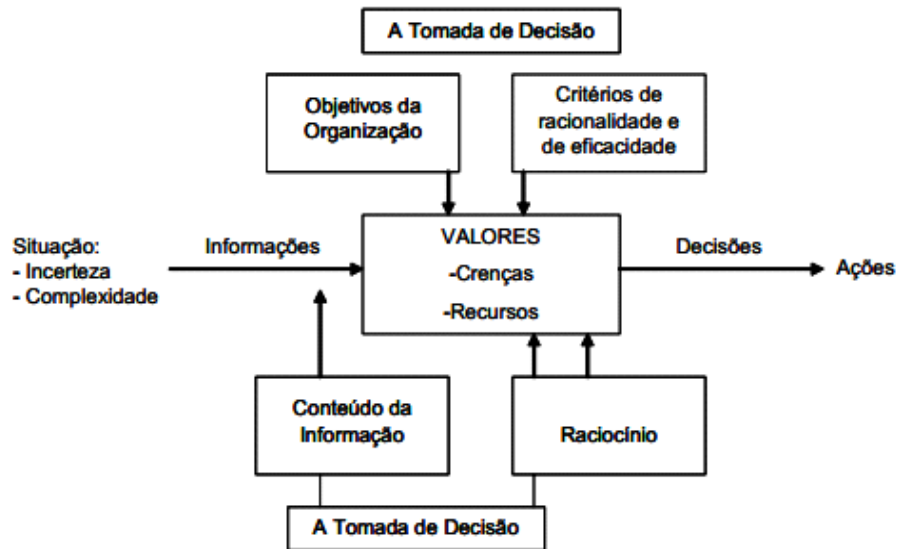 A Tomada de Decisão
Objetivos da
Organização
Critérios de
racionalidade e
de eficacidade
Situação:
- Incerteza
- Complexidade
Informações
VALORES
-Crenças
-Recursos
Decisões
Ações
Conteúdo da
Informação
Raciocínio
A Tomada de Decisão